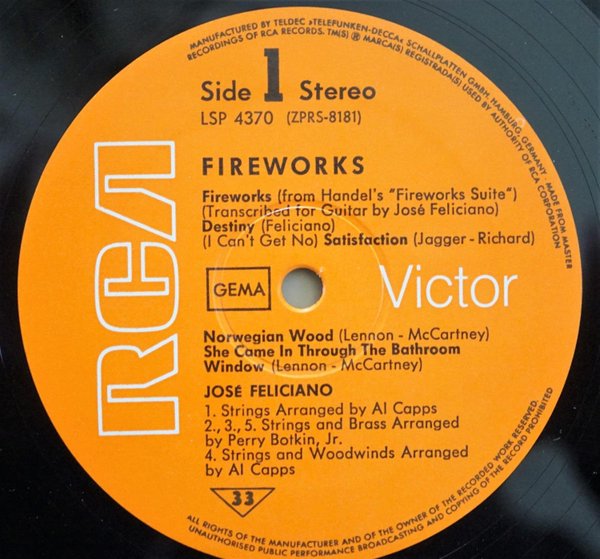 MANUFACTURED BY TELDEC »TELEFUNKEN-DECCA« SCHALLPLATTEN GMBH, HAMBURG, GERMANY MADE FROM MASTER
RECORDINGS OF RCA RECORDS. TM(S) ® MARCA(S) REGISTRADA(S) USED BY AUTHORITY OF RCA CORPORATION
Side 1 Stereo
LSP 4370 (ZPRS-8181)
FIREWORKS
Fireworks (from Handel's "Fireworks Suite")
(Transcribed for Guitar by José Feliciano)
Destiny (Feliciano)
(I Can't Get No) Satisfaction (Jagger - Richard)
RCA
GEMA
Victor
Norwegian Wood (Lennon - McCartney)
She Came In Through The Bathroom
Window (Lennon - McCartney)
JOSÉ FELICIANO
1. Strings Arranged by Al Capps
2., 3., 5. Strings and Brass Arranged
by Perry Botkin, Jr.
4. Strings and Woodwinds Arranged
by Al Capps
33
ALL RIGHTS OF THE MANUFACTURER AND OF THE OWNER OF THE RECORDED WORK RESERVED.
UNAUTHORISED PUBLIC PERFORMANCE BROADCASTING AND COPYING OF THE RECORD PROHIBITED